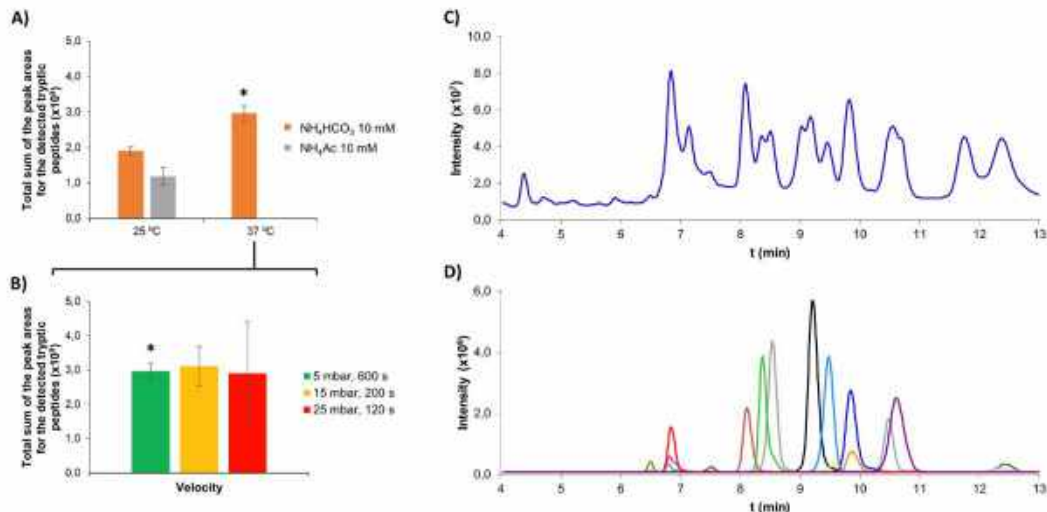 A)
Total sum of the peak areas
for the detected tryptic
peptides (x10⁹)
5,0
4,0
3,0
2,0
1,0
0,0
*
25 ºC
37 ºC
NH₄HCO₃ 10 mM
NH₄Ac 10 mM
B)
Total sum of the peak areas
for the detected tryptic
peptides (x10⁹)
5,0
4,0
3,0
2,0
1,0
0,0
*
Velocity
5 mbar, 600 s
15 mbar, 200 s
25 mbar, 120 s
C)
Intensity (x10⁷)
10,0
8,0
6,0
4,0
2,0
0,0
4 5 6 7 8 9 10 11 12 13
t (min)
D)
Intensity (x10⁶)
6,0
4,0
2,0
0,0
4 5 6 7 8 9 10 11 12 13
t (min)